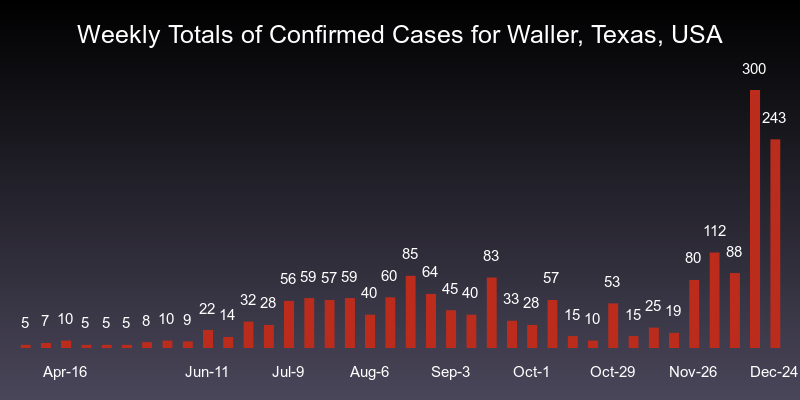 Weekly Totals of Confirmed Cases for Waller, Texas, USA
5 7 10 5 5 5 8 10 9 22 14 32 28 56 59 57 59 40 60 85 64 45 40 83 33 28 57 15 10 53 15 25 19 80 112 88 300 243
Apr-16 Jun-11 Jul-9 Aug-6 Sep-3 Oct-1 Oct-29 Nov-26 Dec-24